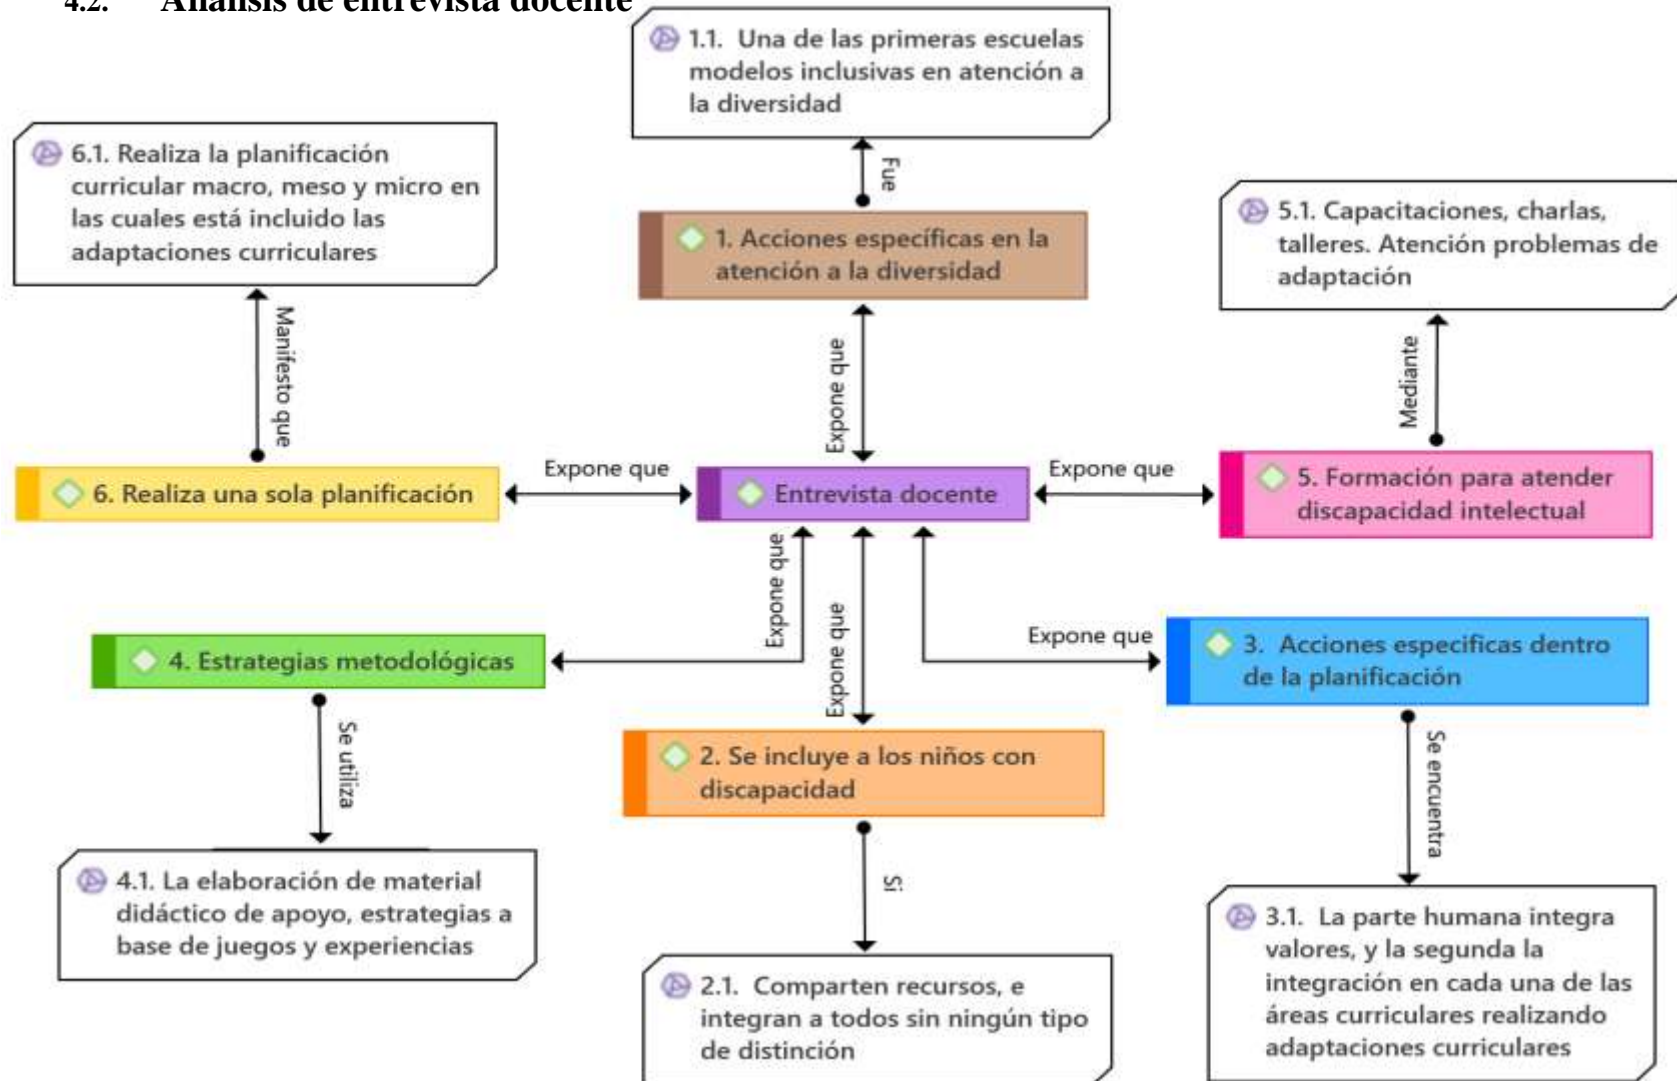 4.2. Análisis de entrevista docente
1.1. Una de las primeras escuelas
modelos inclusivas en atención a
la diversidad
6.1. Realiza la planificación
curricular macro, meso y micro en
las cuales está incluido las
adaptaciones curriculares
Fue
5.1. Capacitaciones, charlas,
talleres. Atención problemas de
adaptación
1. Acciones específicas en la
atención a la diversidad
Manifesto que
Expone que
Mediante
6. Realiza una sola planificación
Expone que
Entrevista docente
Expone que
5. Formación para atender
discapacidad intelectual
Expone que
Expone que
Expone que
4. Estrategias metodológicas
3. Acciones especificas dentro
de la planificación
Se utiliza
2. Se incluye a los niños con
discapacidad
Se encuentra
4.1. La elaboración de material
didáctico de apoyo, estrategias a
base de juegos y experiencias
Si
2.1. Comparten recursos, e
integran a todos sin ningún tipo
de distinción
3.1. La parte humana integra
valores, y la segunda la
integración en cada una de las
áreas curriculares realizando
adaptaciones curriculares